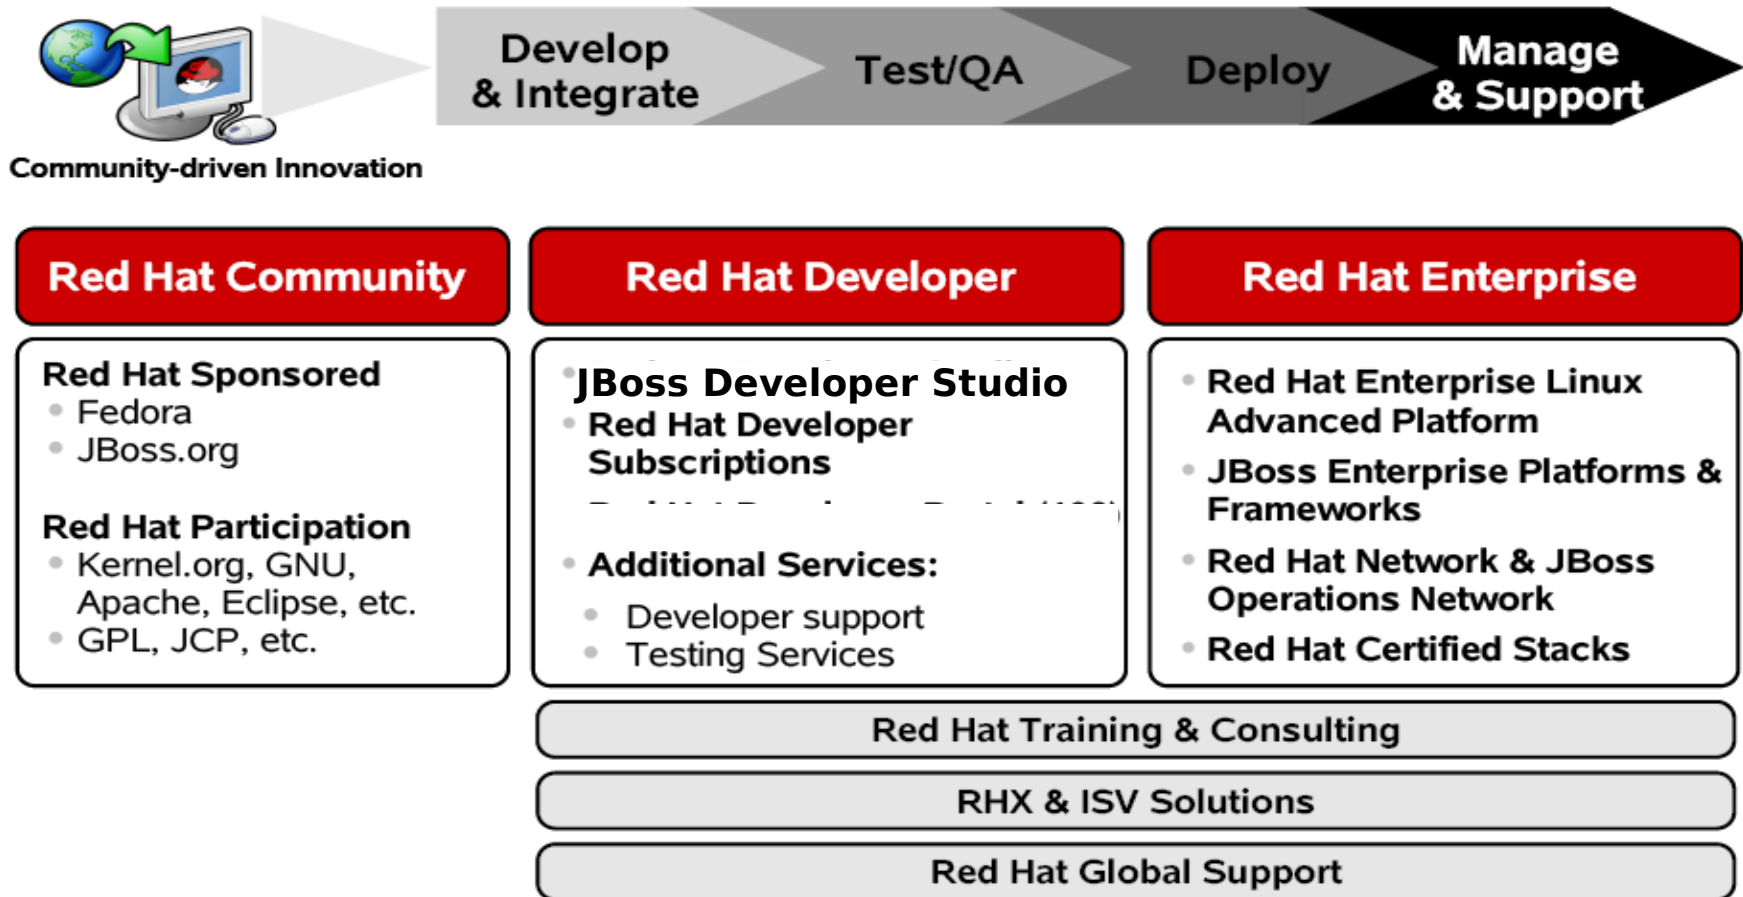 Develop
& Integrate
Test/QA
Deploy
Manage
& Support
Community-driven Innovation
Red Hat Community
Red Hat Sponsored
Fedora
JBoss.org
Red Hat Participation
Kernel.org, GNU,
Apache, Eclipse, etc.
GPL, JCP, etc.
Red Hat Developer
JBoss Developer Studio
Red Hat Developer
Subscriptions
Additional Services:
Developer support
Testing Services
Red Hat Enterprise
Red Hat Enterprise Linux
Advanced Platform
JBoss Enterprise Platforms &
Frameworks
Red Hat Network & JBoss
Operations Network
Red Hat Certified Stacks
Red Hat Training & Consulting
RHX & ISV Solutions
Red Hat Global Support